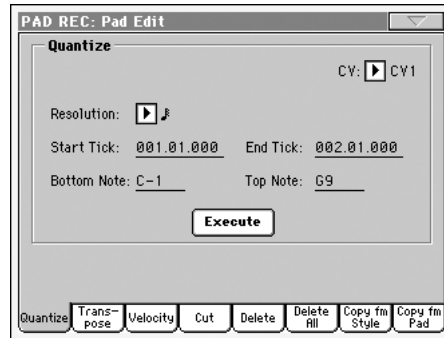 PAD REC: Pad Edit
Quantize
CV: CV1
Resolution:
Start Tick: 001.01.000 End Tick: 002.01.000
Bottom Note: C-1 Top Note: G9
Execute
Quantize Trans-pose Velocity Cut Delete Delete All Copy fm Style Copy fm Pad